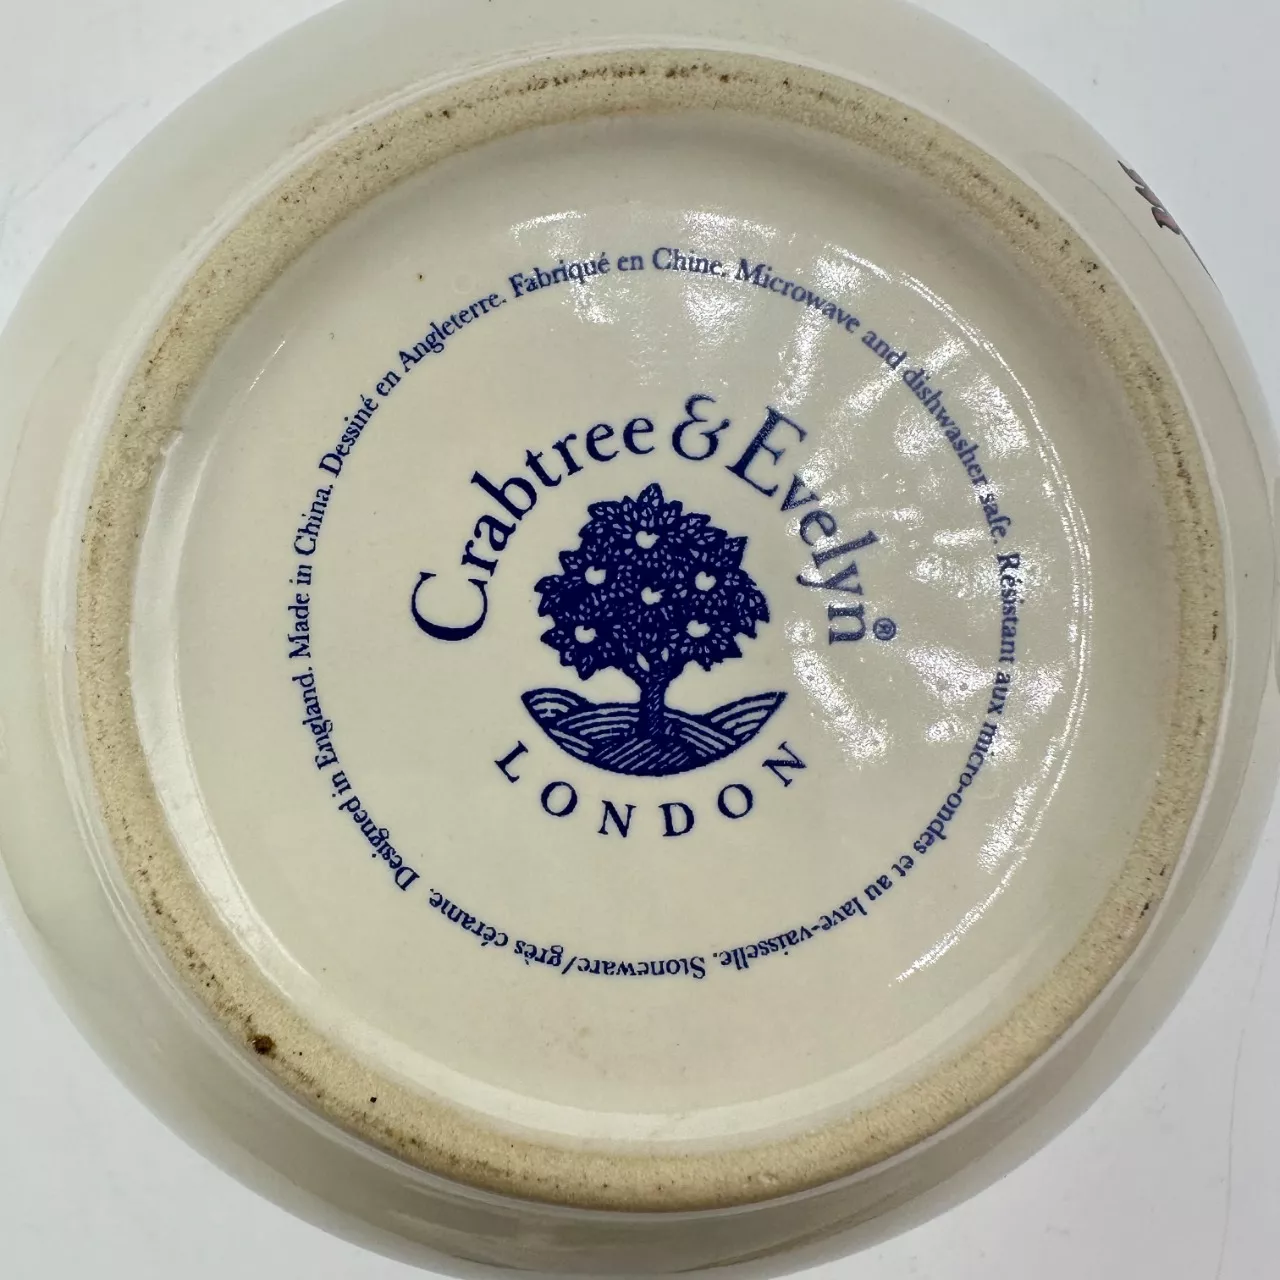 Crabtree & Evelyn®
LONDON
Designed in England. Made in China. Dessiné en Angleterre. Fabriqué en Chine. Microwave and dishwasher safe. Résistant aux micro-ondes et au lave-vaisselle. Stoneware/grès cérame.